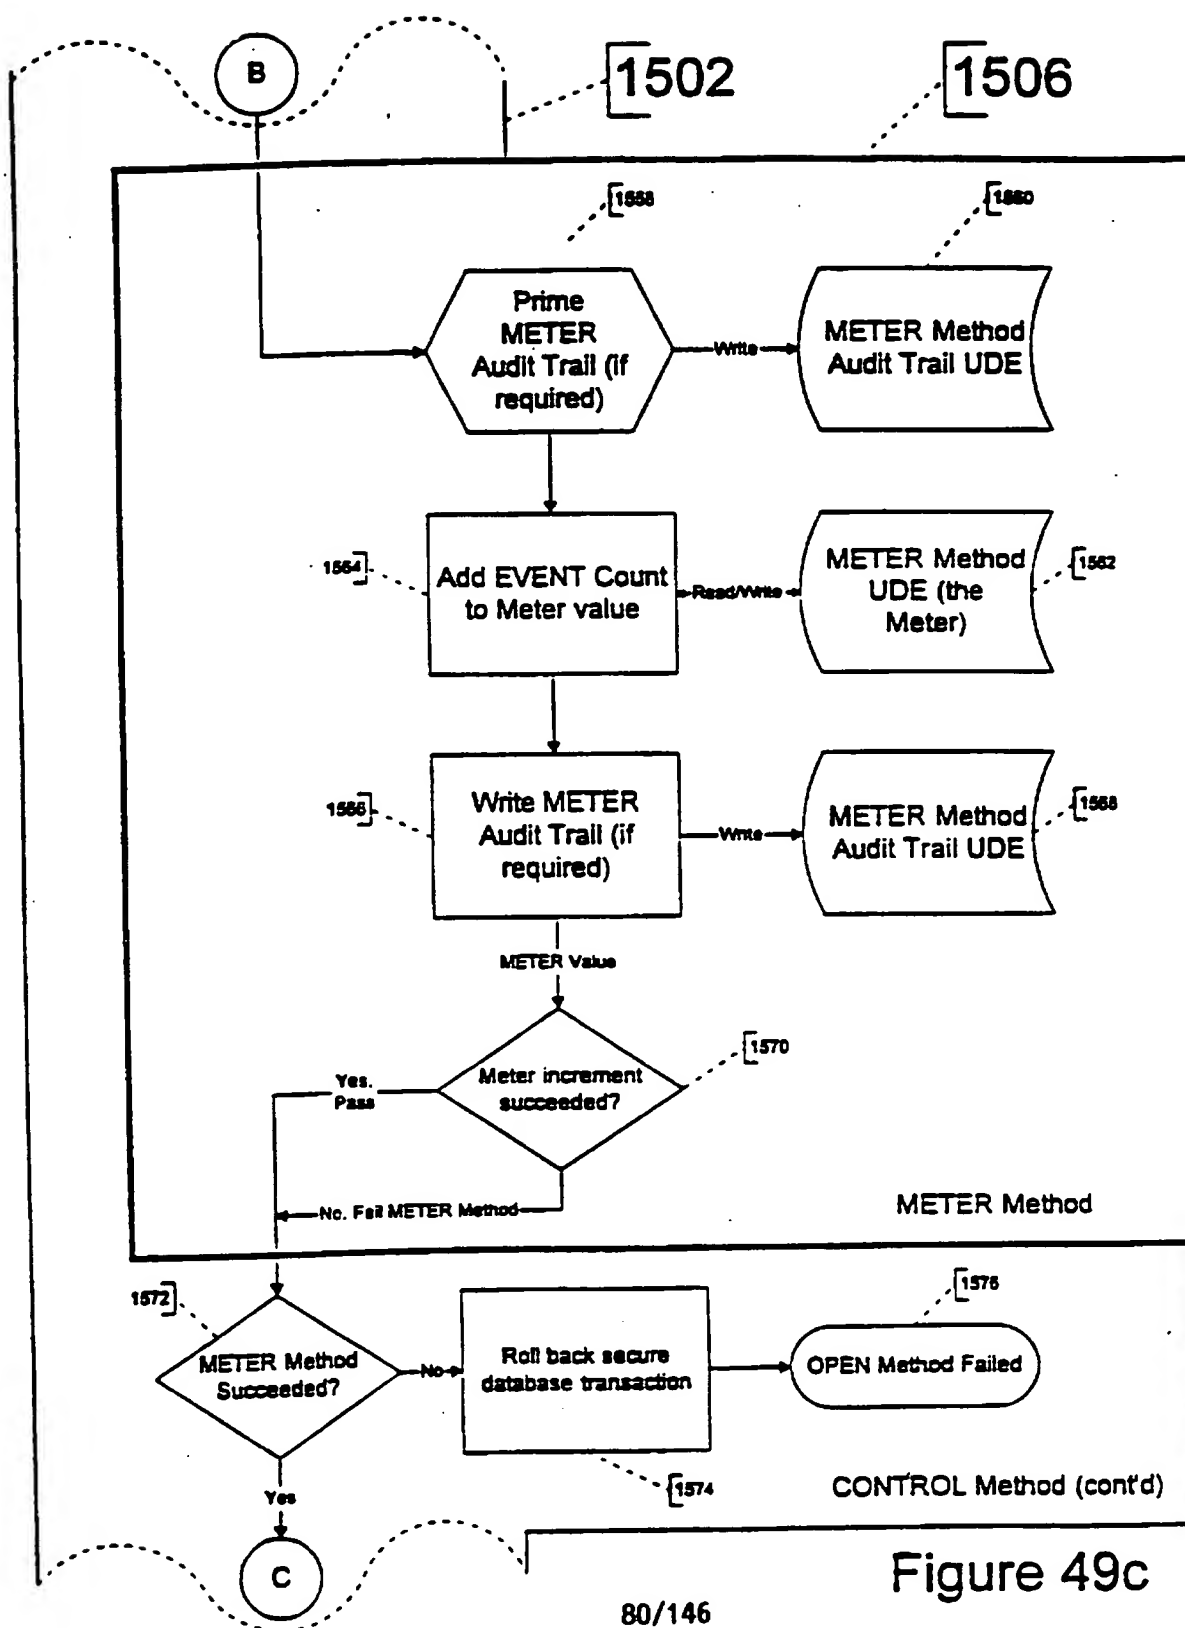 B
1502
1506
1558
1560
Prime
METER
Audit Trail (if
required)
Write
METER Method
Audit Trail UDE
1564
Add EVENT Count
to Meter value
Read/Write
METER Method
UDE (the
Meter)
1562
1566
Write METER
Audit Trail (if
required)
Write
METER Method
Audit Trail UDE
1568
METER Value
Meter increment
succeeded?
1570
Yes.
Pass
No. Fail METER Method
METER Method
1572
METER Method
Succeeded?
No
Roll back secure
database transaction
1574
OPEN Method Failed
1576
Yes
CONTROL Method (cont'd)
C
Figure 49c
80/146